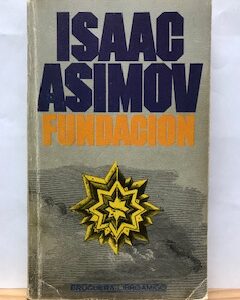 ISAAC
ASIMOV
FUNDACION
BRUGUERA-LIBRO AMIGO